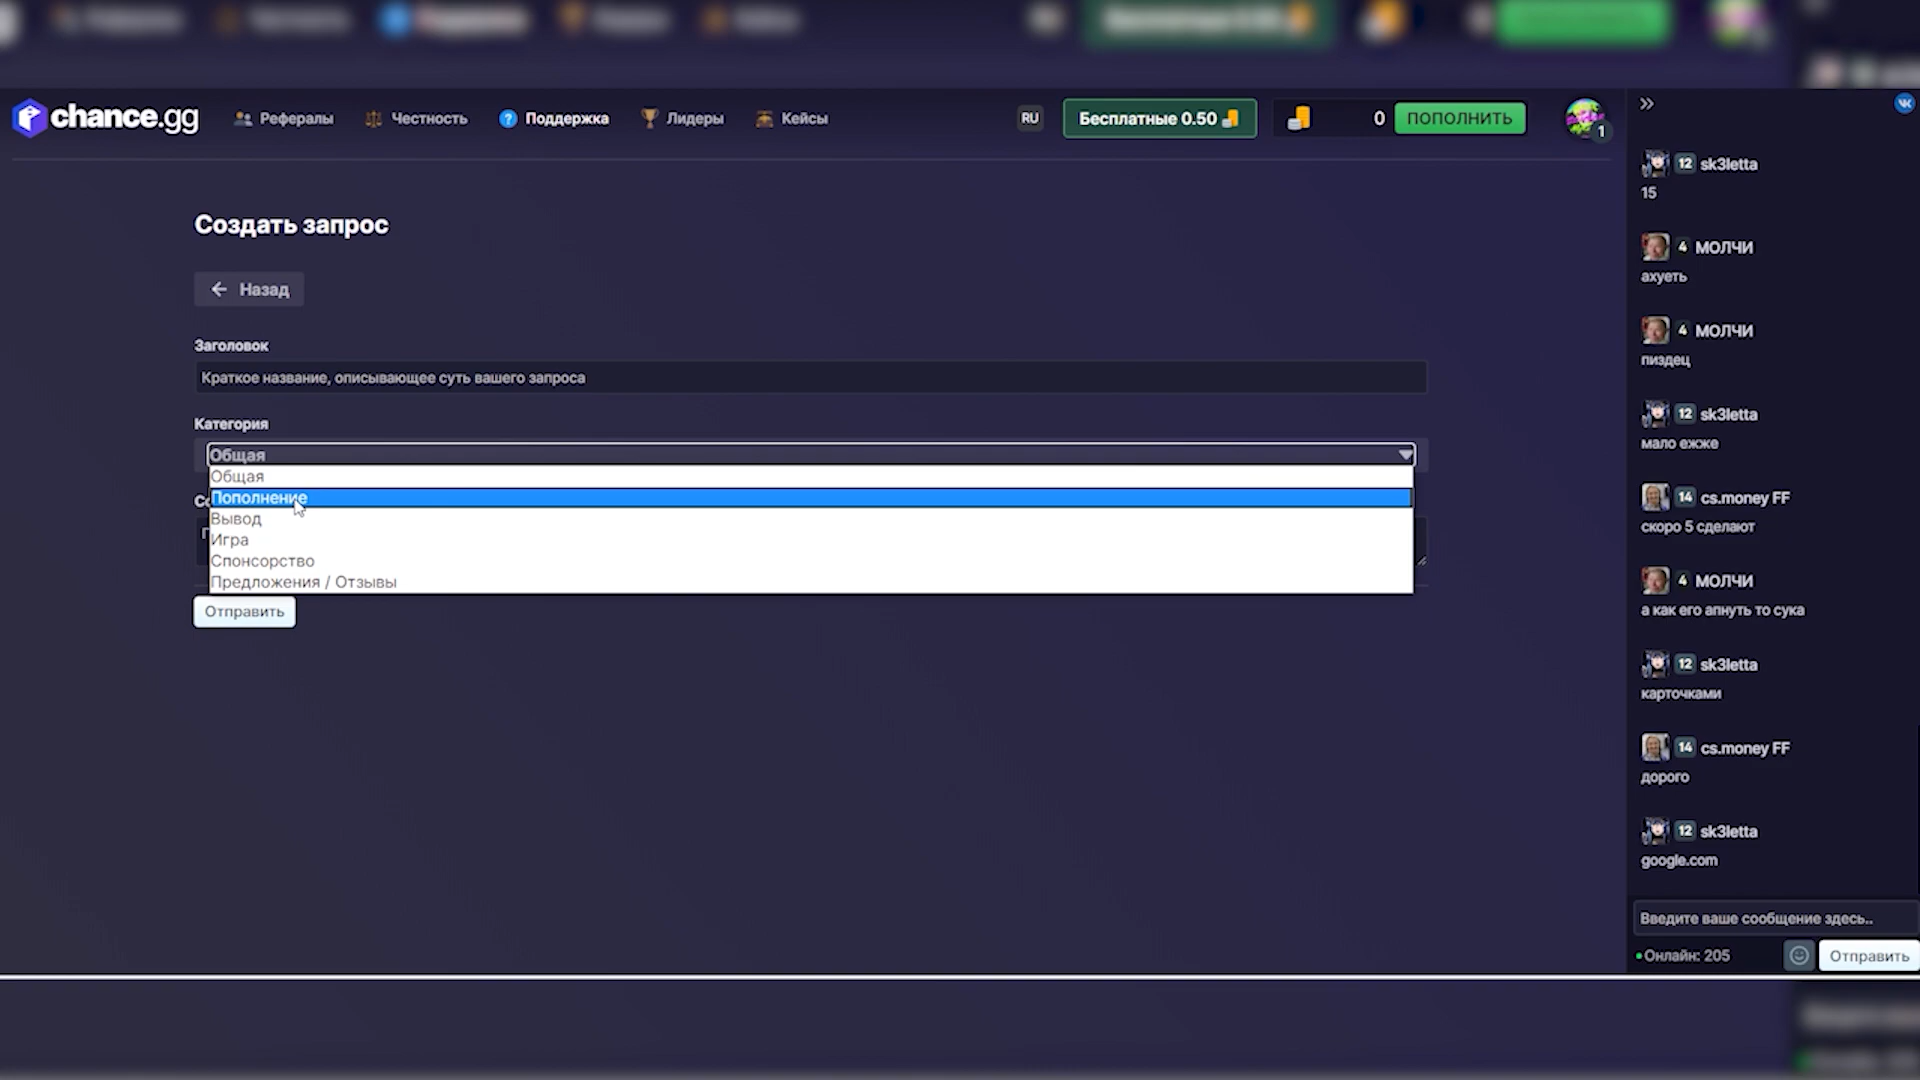 chance.gg
Рефералы
Честность
? Поддержка
Лидеры
Кейсы
RU
Бесплатные 0.50
0
ПОПОЛНИТЬ
1
Создать запрос
← Назад
Заголовок
Краткое название, описывающее суть вашего запроса
Категория
Общая
Общая
Пополнение
Вывод
Игра
Спонсорство
Предложения / Отзывы
Отправить
»
12 sk3letta
15
4 МОЛЧИ
ахуеть
4 МОЛЧИ
пиздец
12 sk3letta
мало ежже
14 cs.money FF
скоро 5 сделают
4 МОЛЧИ
а как его апнуть то сука
12 sk3letta
карточками
14 cs.money FF
дорого
12 sk3letta
google.com
Введите ваше сообщение здесь..
Онлайн: 205
Отправить